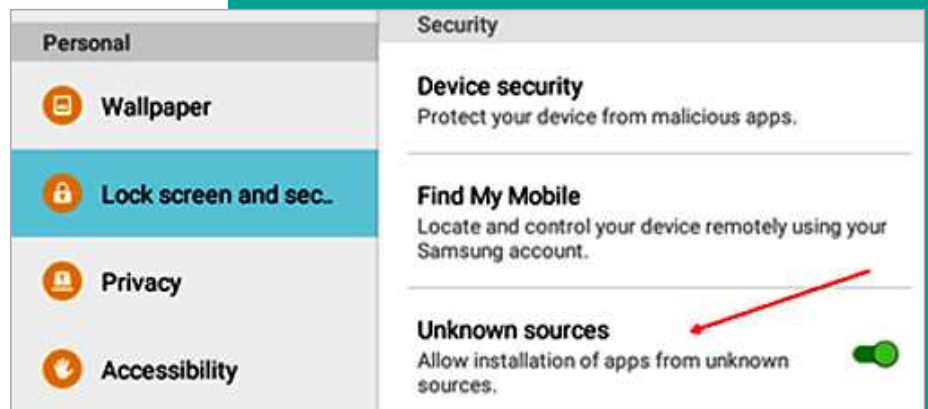 Personal
Wallpaper
Lock screen and sec..
Privacy
Accessibility
Security
Device security
Protect your device from malicious apps.
Find My Mobile
Locate and control your device remotely using your
Samsung account.
Unknown sources
Allow installation of apps from unknown
sources.